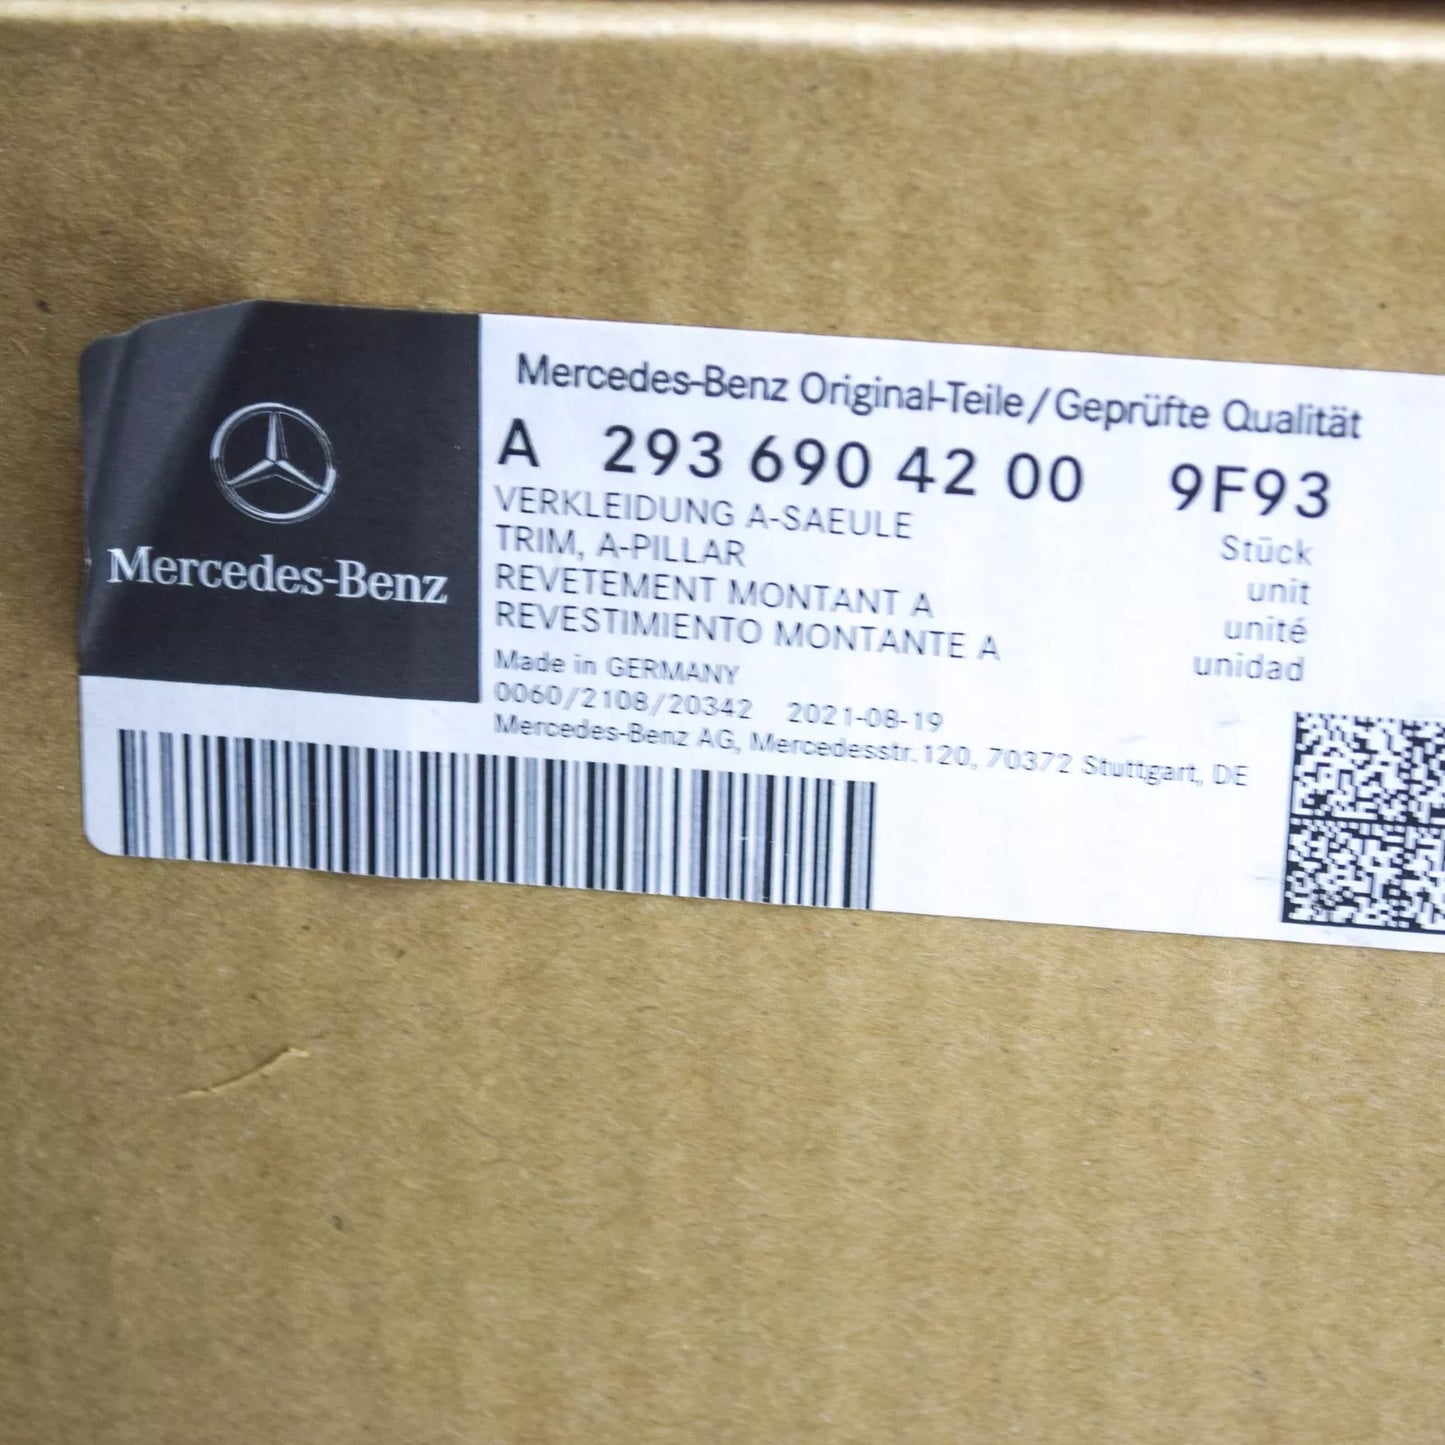 Mercedes-Benz
Mercedes-Benz Original-Teile/Geprüfte Qualität
A 293 690 42 00 9F93
VERKLEIDUNG A-SAEULE Stück
TRIM, A-PILLAR unit
REVETEMENT MONTANT A unité
REVESTIMIENTO MONTANTE A unidad
Made in GERMANY
0060/2108/20342 2021-08-19
Mercedes-Benz AG, Mercedesstr.120, 70372 Stuttgart, DE